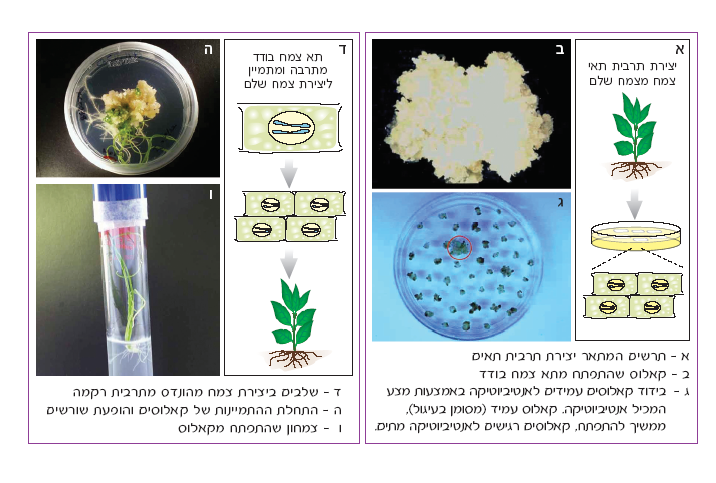 א
יצירת תרבית תאי
צמח מצמח שלם
ב
ג
א - תרשים המתאר יצירת תרבית תאים
ב - קאלוס שהתפתח מתא צמח בודד
ג - בידוד קאלוסים עמידים לאנטיביוטיקה באמצעות מצע
המכיל אנטיביוטיקה. קאלוס עמיד (מסומן בעיגול),
ממשיך להתפתח, קאלוסים רגישים לאנטיביוטיקה מתים.
ד
תא צמח בודד
מתרבה ומתמיין
ליצירת צמח שלם
ה
ו
ד - שלבים ביצירת צמח מהונדס מתרבית רקמה
ה - התחלת ההתמיינות של קאלוסים והופעת שורשים
ו - צמחון שהתפתח מקאלוס